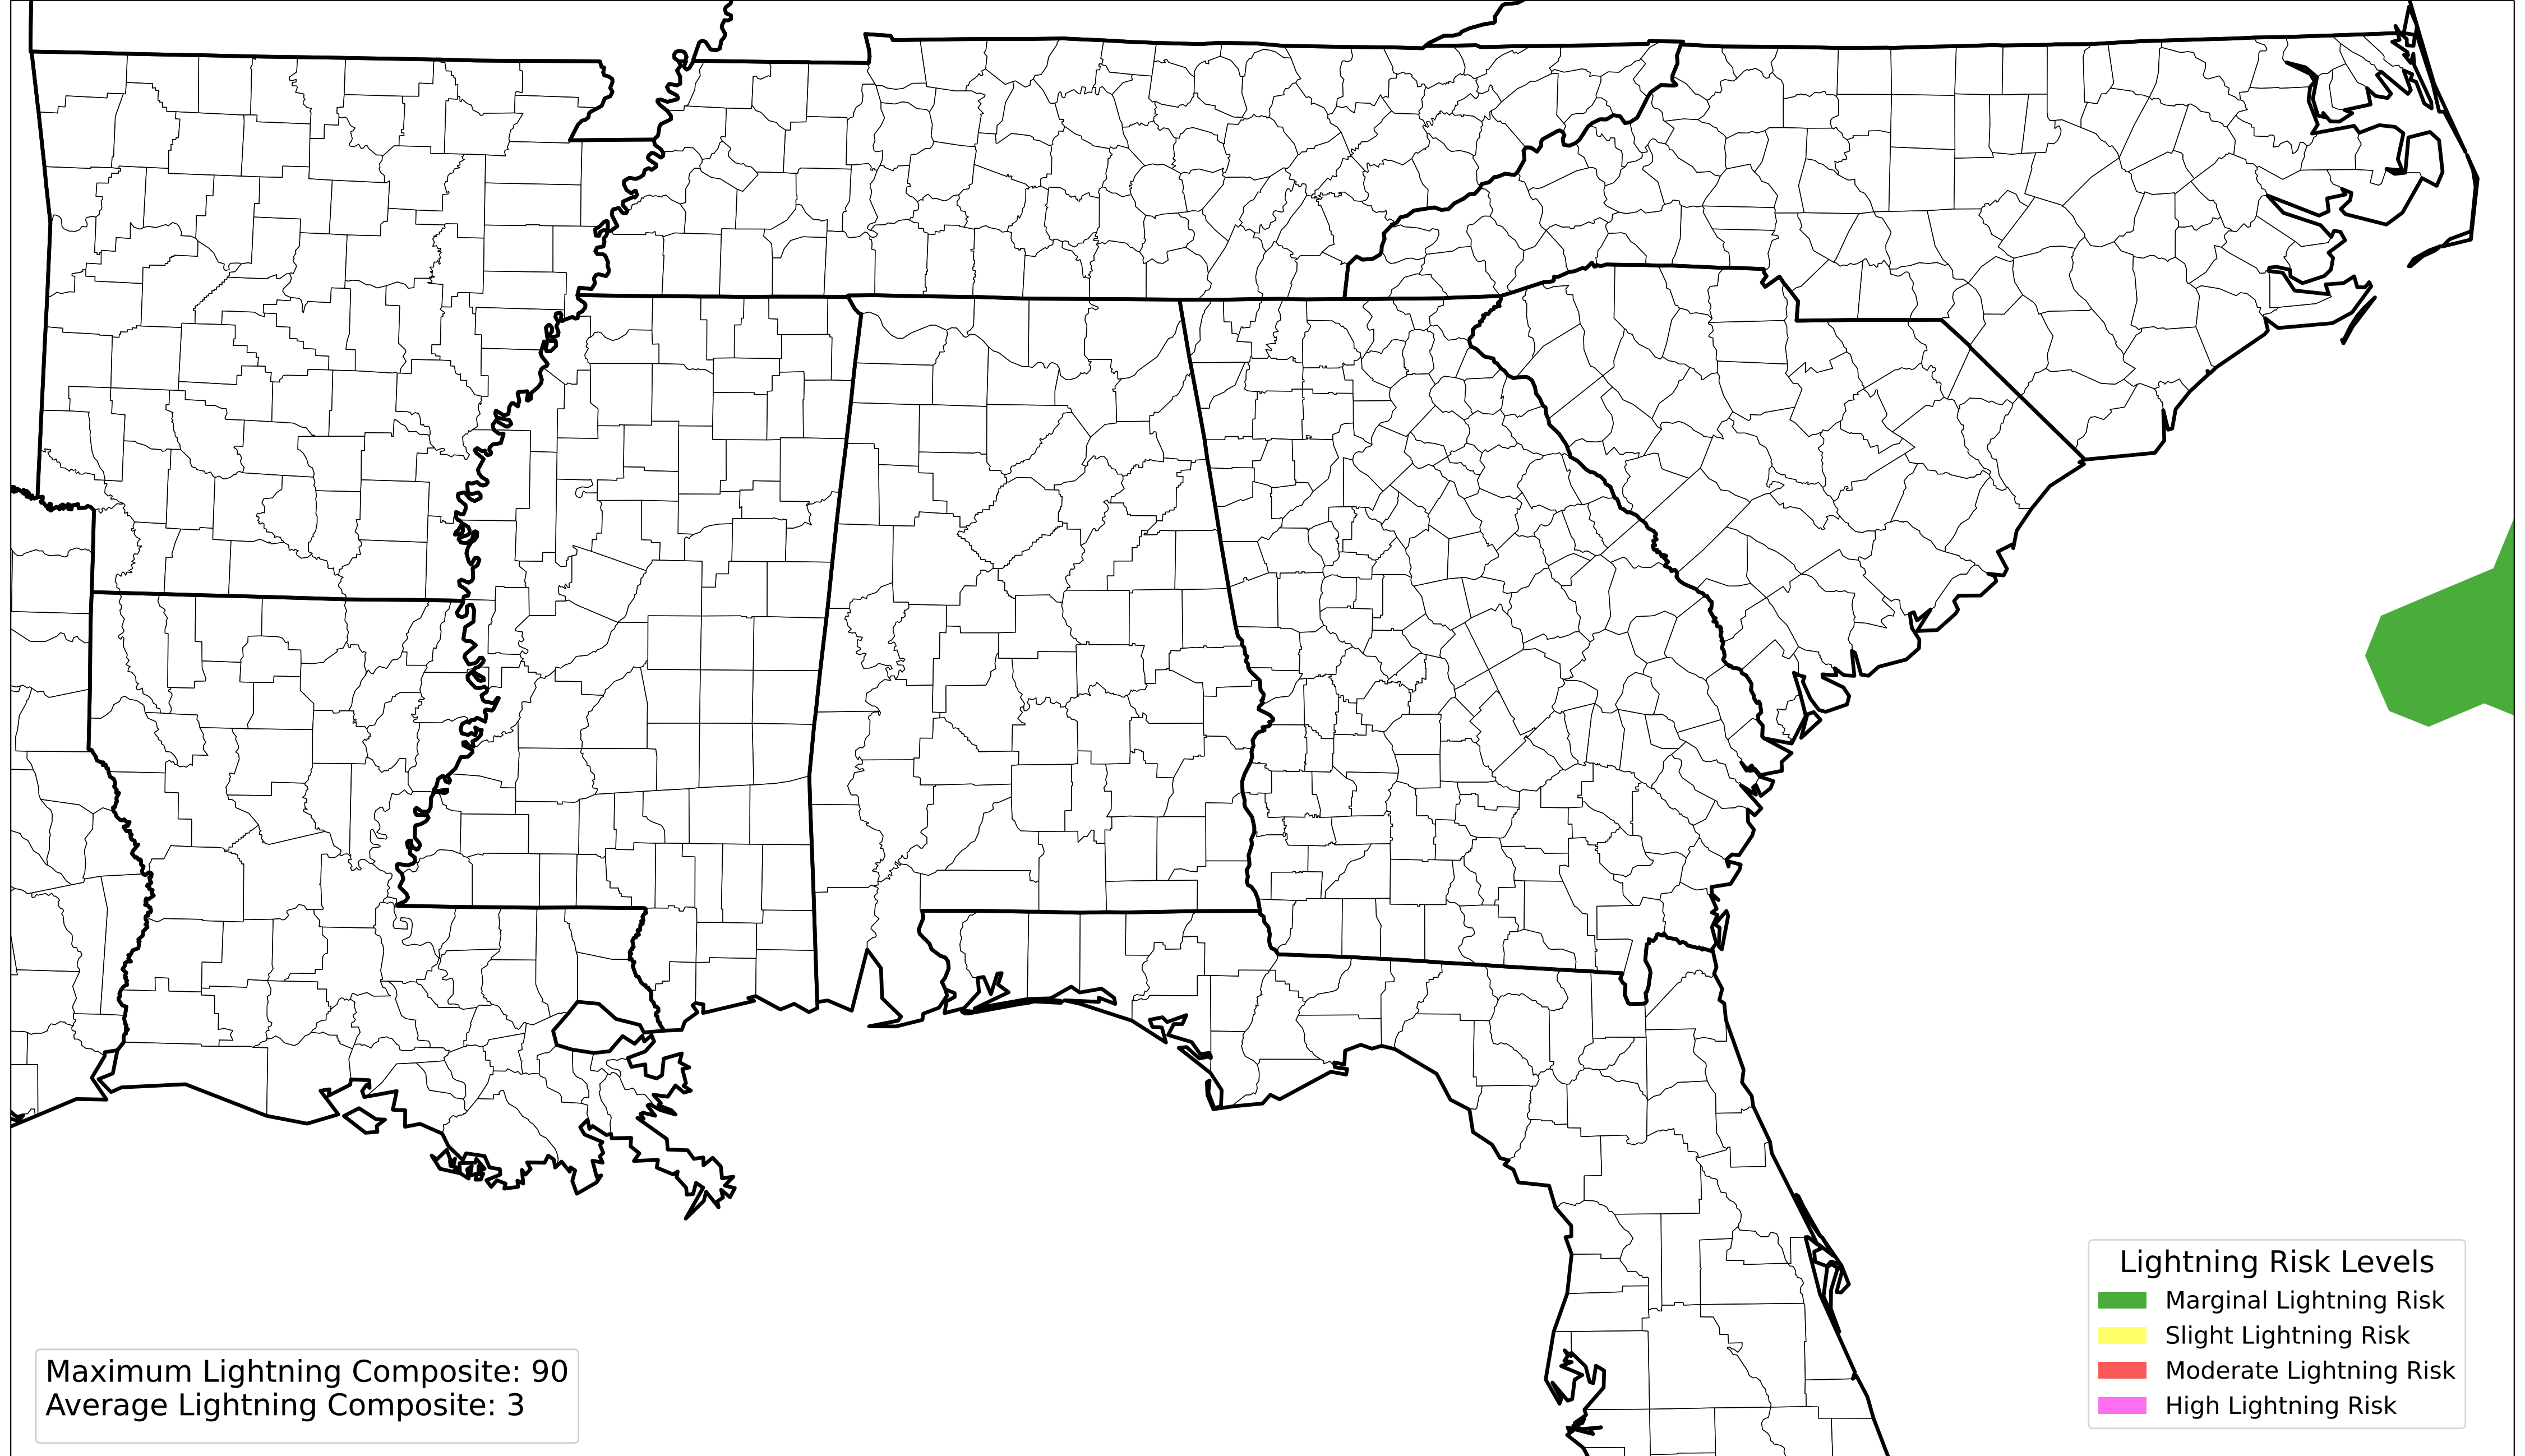 Maximum Lightning Composite: 90
Average Lightning Composite: 3
Lightning Risk Levels
Marginal Lightning Risk
Slight Lightning Risk
Moderate Lightning Risk
High Lightning Risk